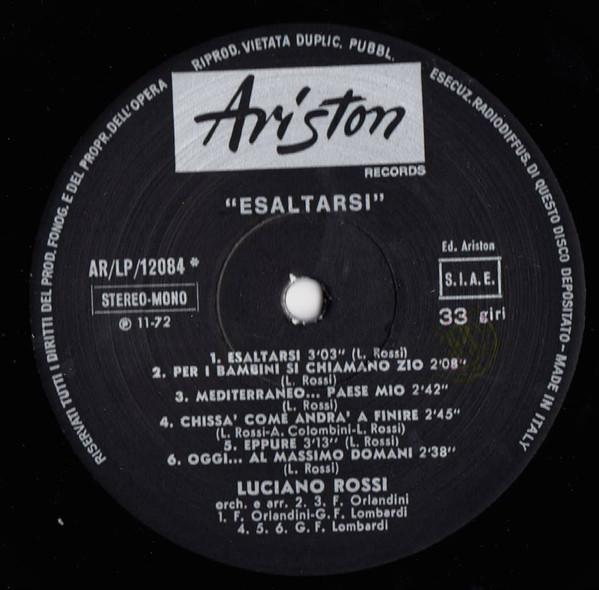 RISERVATI TUTTI I DIRITTI DEL PROD. FONOG. E DEL PROPR. DELL'OPERA
RIPROD. VIETATA DUPLIC. PUBBL.
ESECUZ. RADIODIFFUS. DI QUESTO DISCO DEPOSITATO - MADE IN ITALY
Ariston
RECORDS
"ESALTARSI"
AR/LP/12084 *
STEREO-MONO
℗ 11-72
Ed. Ariston
S.I.A.E.
33 giri
1. ESALTARSI 3'03" (L. Rossi)
2. PER I BAMBINI SI CHIAMANO ZIO 2'08"
(L. Rossi)
3. MEDITERRANEO... PAESE MIO 2'42"
(L. Rossi)
4. CHISSA' COME ANDRA' A FINIRE 2'45"
(L. Rossi-A. Colombini-L. Rossi)
5. EPPURE 3'13" (L. Rossi)
6. OGGI... AL MASSIMO DOMANI 2'38"
(L. Rossi)
LUCIANO ROSSI
orch. e arr. 2. 3. F. Orlandini
1. F. Orlandini-G. F. Lombardi
4. 5. 6. G. F. Lombardi